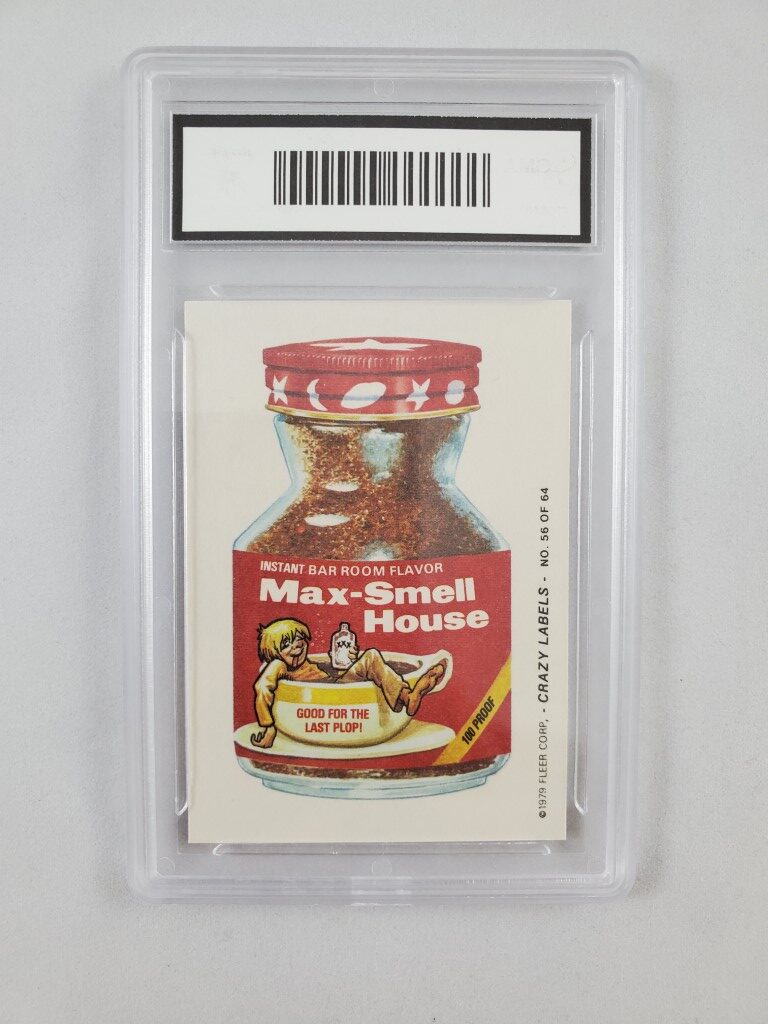 INSTANT BAR ROOM FLAVOR
Max-Smell
House
XXX
GOOD FOR THE
LAST PLOP!
100 PROOF
©1979 FLEER CORP, - CRAZY LABELS - NO. 56 OF 64